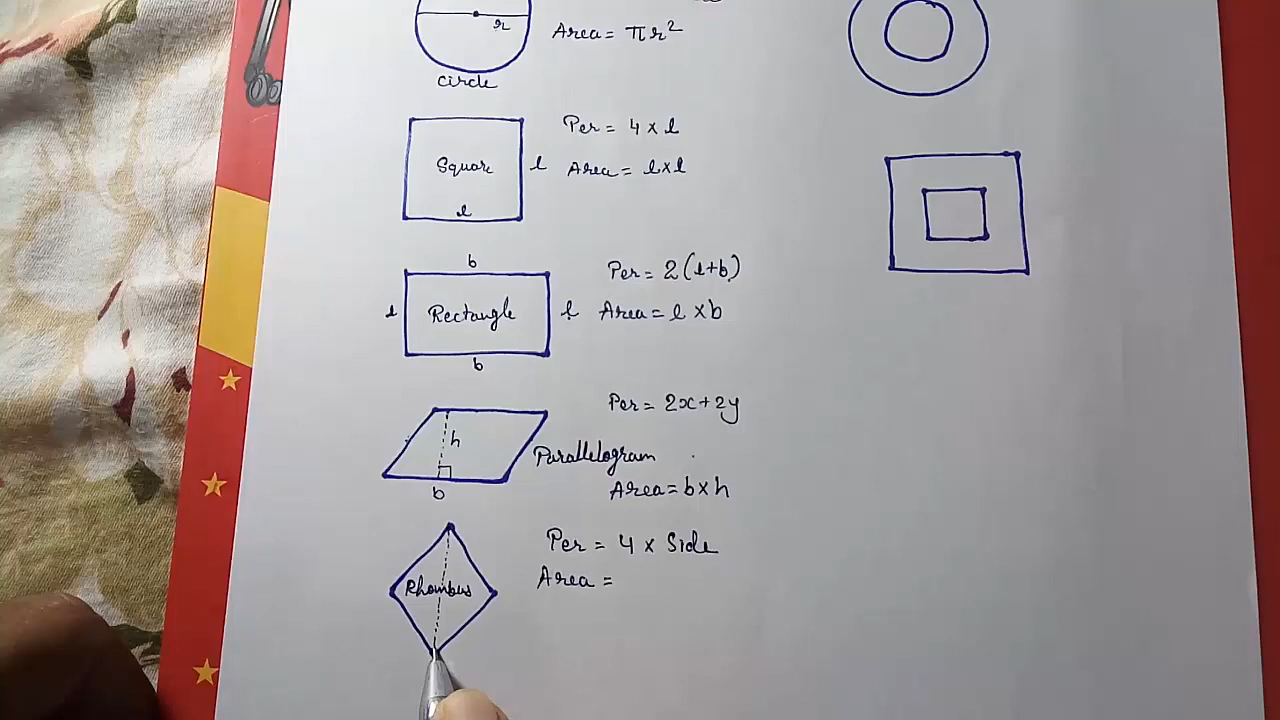 r
Area = πr²
circle
Per = 4 × l
Square
l
Area = l×l
l
b
Per = 2(l+b)
l
Rectangle
l
Area = l × b
b
Per = 2x+2y
h
Parallelogram
Area = b×h
b
Per = 4 × Side
Area =
Rhombus